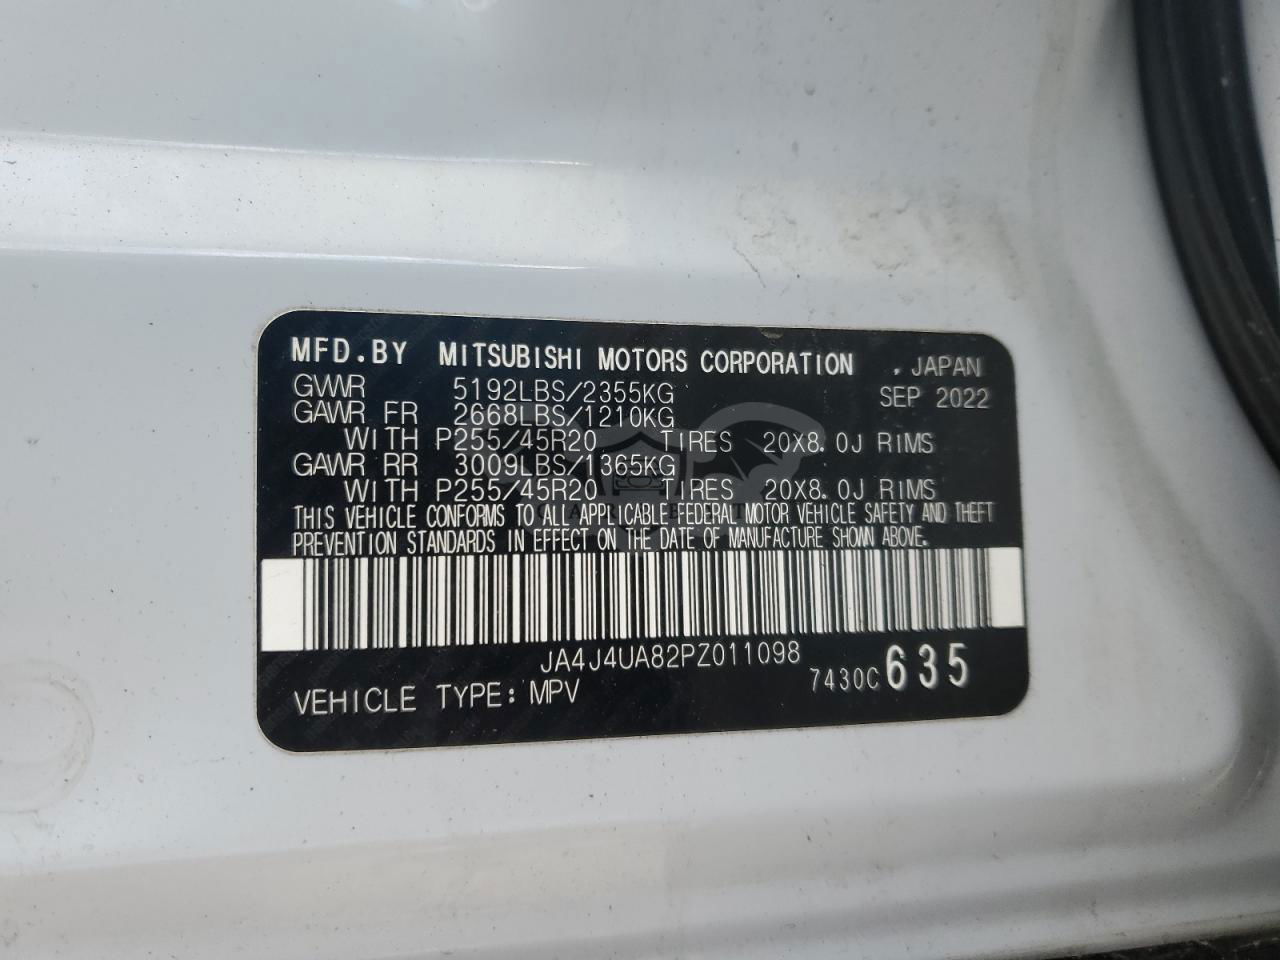 MFD.BY MITSUBISHI MOTORS CORPORATION , JAPAN
GVWR 5192LBS/2355KG SEP 2022
GAWR FR 2668LBS/1210KG
WITH P255/45R20 TIRES 20X8.0J RIMS
GAWR RR 3009LBS/1365KG
WITH P255/45R20 TIRES 20X8.0J RIMS
THIS VEHICLE CONFORMS TO ALL APPLICABLE FEDERAL MOTOR VEHICLE SAFETY AND THEFT
PREVENTION STANDARDS IN EFFECT ON THE DATE OF MANUFACTURE SHOWN ABOVE.
JA4J4UA82PZ011098
7430C 635
VEHICLE TYPE: MPV